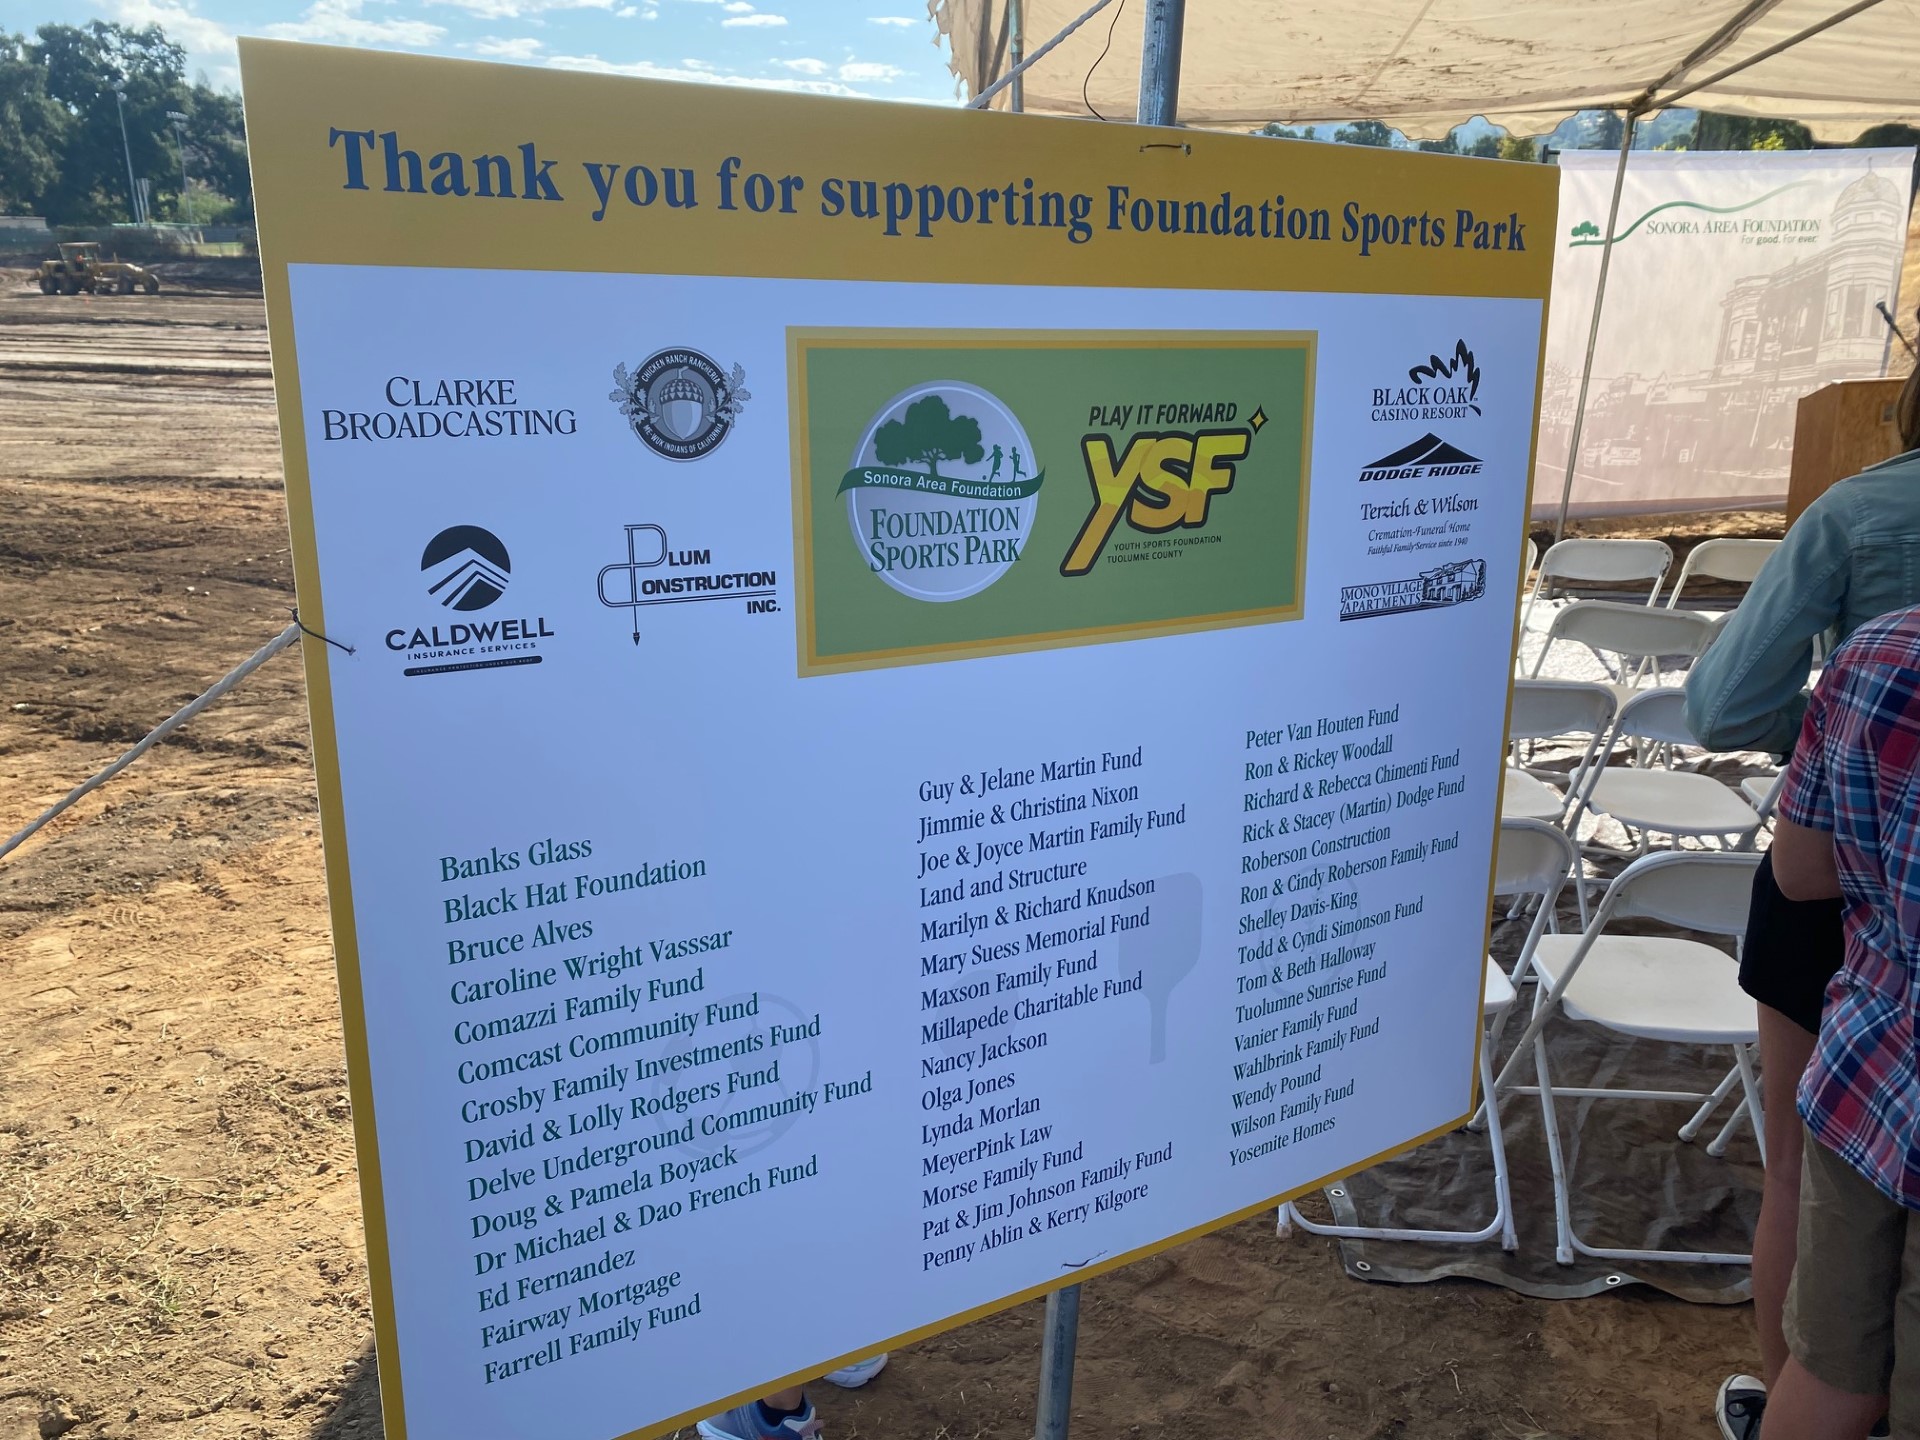 Thank you for supporting Foundation Sports Park
SONORA AREA FOUNDATION
For good. For ever.
CLARKE
BROADCASTING
CHICKEN RANCH RANCHERIA
ME-WUK INDIANS OF CALIFORNIA
CALDWELL
INSURANCE SERVICES
PLUM
CONSTRUCTION
INC.
Sonora Area Foundation
FOUNDATION
SPORTS PARK
PLAY IT FORWARD
YSF
YOUTH SPORTS FOUNDATION
TUOLUMNE COUNTY
BLACK OAK
CASINO RESORT
DODGE RIDGE
Terzich & Wilson
Cremation-Funeral Home
Faithful Family Service since 1940
MONO VILLAGE
APARTMENTS
Banks Glass
Black Hat Foundation
Bruce Alves
Caroline Wright Vasssar
Comazzi Family Fund
Comcast Community Fund
Crosby Family Investments Fund
David & Lolly Rodgers Fund
Delve Underground Community Fund
Doug & Pamela Boyack
Dr Michael & Dao French Fund
Ed Fernandez
Fairway Mortgage
Farrell Family Fund
Guy & Jelane Martin Fund
Jimmie & Christina Nixon
Joe & Joyce Martin Family Fund
Land and Structure
Marilyn & Richard Knudson
Mary Suess Memorial Fund
Maxson Family Fund
Millapede Charitable Fund
Nancy Jackson
Olga Jones
Lynda Morlan
MeyerPink Law
Morse Family Fund
Pat & Jim Johnson Family Fund
Penny Ablin & Kerry Kilgore
Peter Van Houten Fund
Ron & Rickey Woodall
Richard & Rebecca Chimenti Fund
Rick & Stacey (Martin) Dodge Fund
Roberson Construction
Ron & Cindy Roberson Family Fund
Shelley Davis-King
Todd & Cyndi Simonson Fund
Tom & Beth Halloway
Tuolumne Sunrise Fund
Vanier Family Fund
Wahlbrink Family Fund
Wendy Pound
Wilson Family Fund
Yosemite Homes